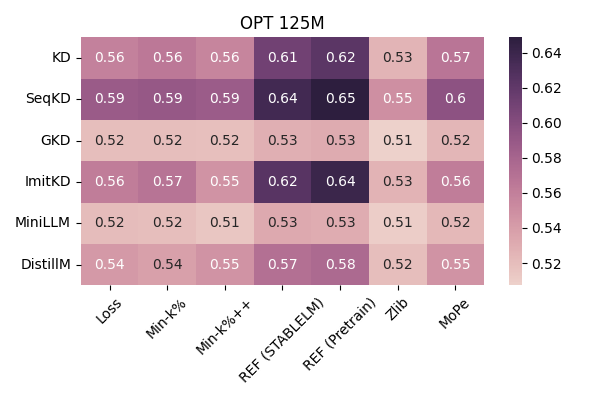 OPT 125M
KD 0.56 0.56 0.56 0.61 0.62 0.53 0.57
SeqKD 0.59 0.59 0.59 0.64 0.65 0.55 0.6
GKD 0.52 0.52 0.52 0.53 0.53 0.51 0.52
ImitKD 0.56 0.57 0.55 0.62 0.64 0.53 0.56
MiniLLM 0.52 0.52 0.51 0.53 0.53 0.51 0.52
DistillM 0.54 0.54 0.55 0.57 0.58 0.52 0.55
Loss Min-k% Min-k%++ REF (STABLELM) REF (Pretrain) Zlib MoPe
0.64
0.62
0.60
0.58
0.56
0.54
0.52